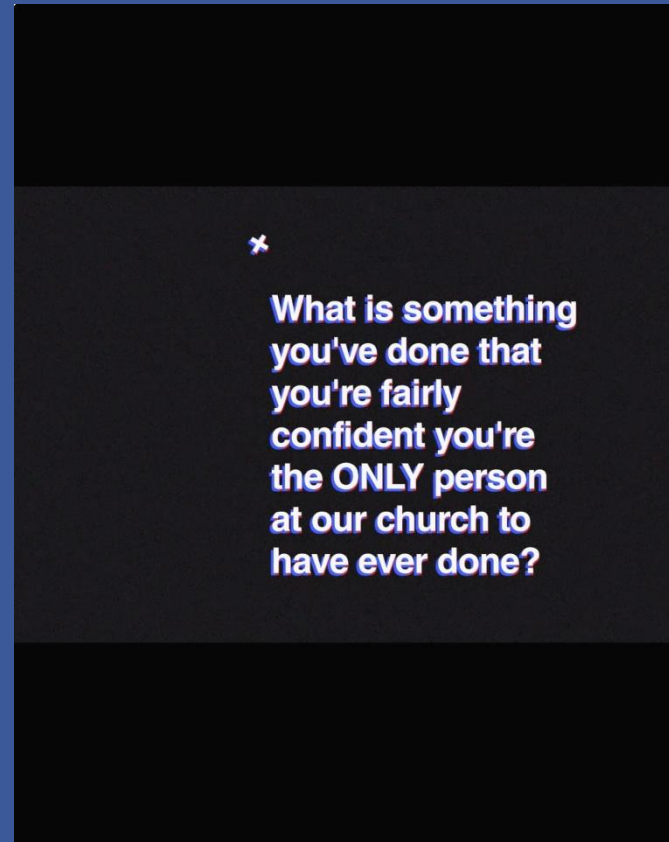 What is something
you've done that
you're fairly
confident you're
the ONLY person
at our church to
have ever done?